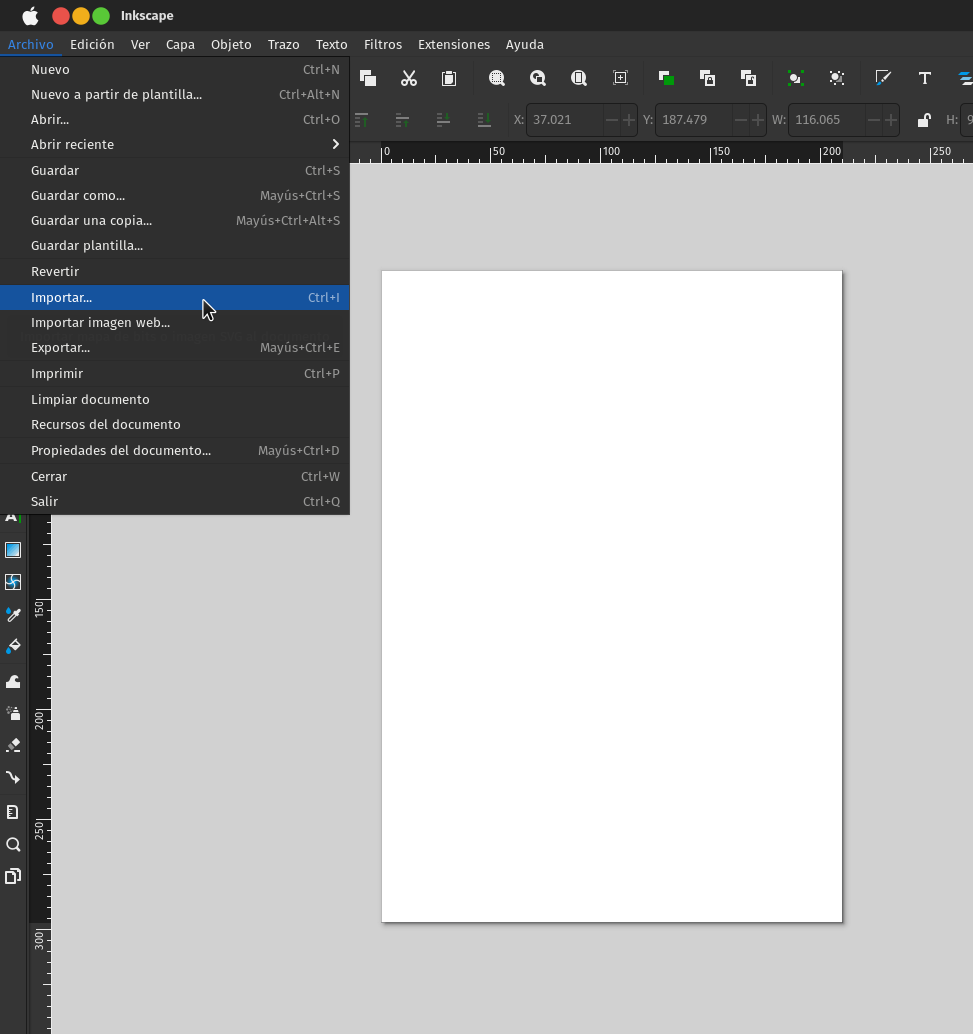 Inkscape
Archivo Edición Ver Capa Objeto Trazo Texto Filtros Extensiones Ayuda
Nuevo Ctrl+N
Nuevo a partir de plantilla... Ctrl+Alt+N
Abrir... Ctrl+O
Abrir reciente
Guardar Ctrl+S
Guardar como... Mayús+Ctrl+S
Guardar una copia... Mayús+Ctrl+Alt+S
Guardar plantilla...
Revertir
Importar... Ctrl+I
Importar imagen web...
Exportar... Mayús+Ctrl+E
Imprimir Ctrl+P
Limpiar documento
Recursos del documento
Propiedades del documento... Mayús+Ctrl+D
Cerrar Ctrl+W
Salir Ctrl+Q
X: 37.021 Y: 187.479 W: 116.065 H:
0 50 100 150 200 250
150
200
250
300